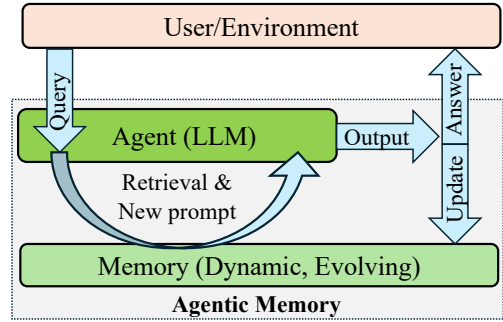 User/Environment
Query
Agent (LLM)
Output
Answer
Update
Retrieval &
New prompt
Memory (Dynamic, Evolving)
Agentic Memory